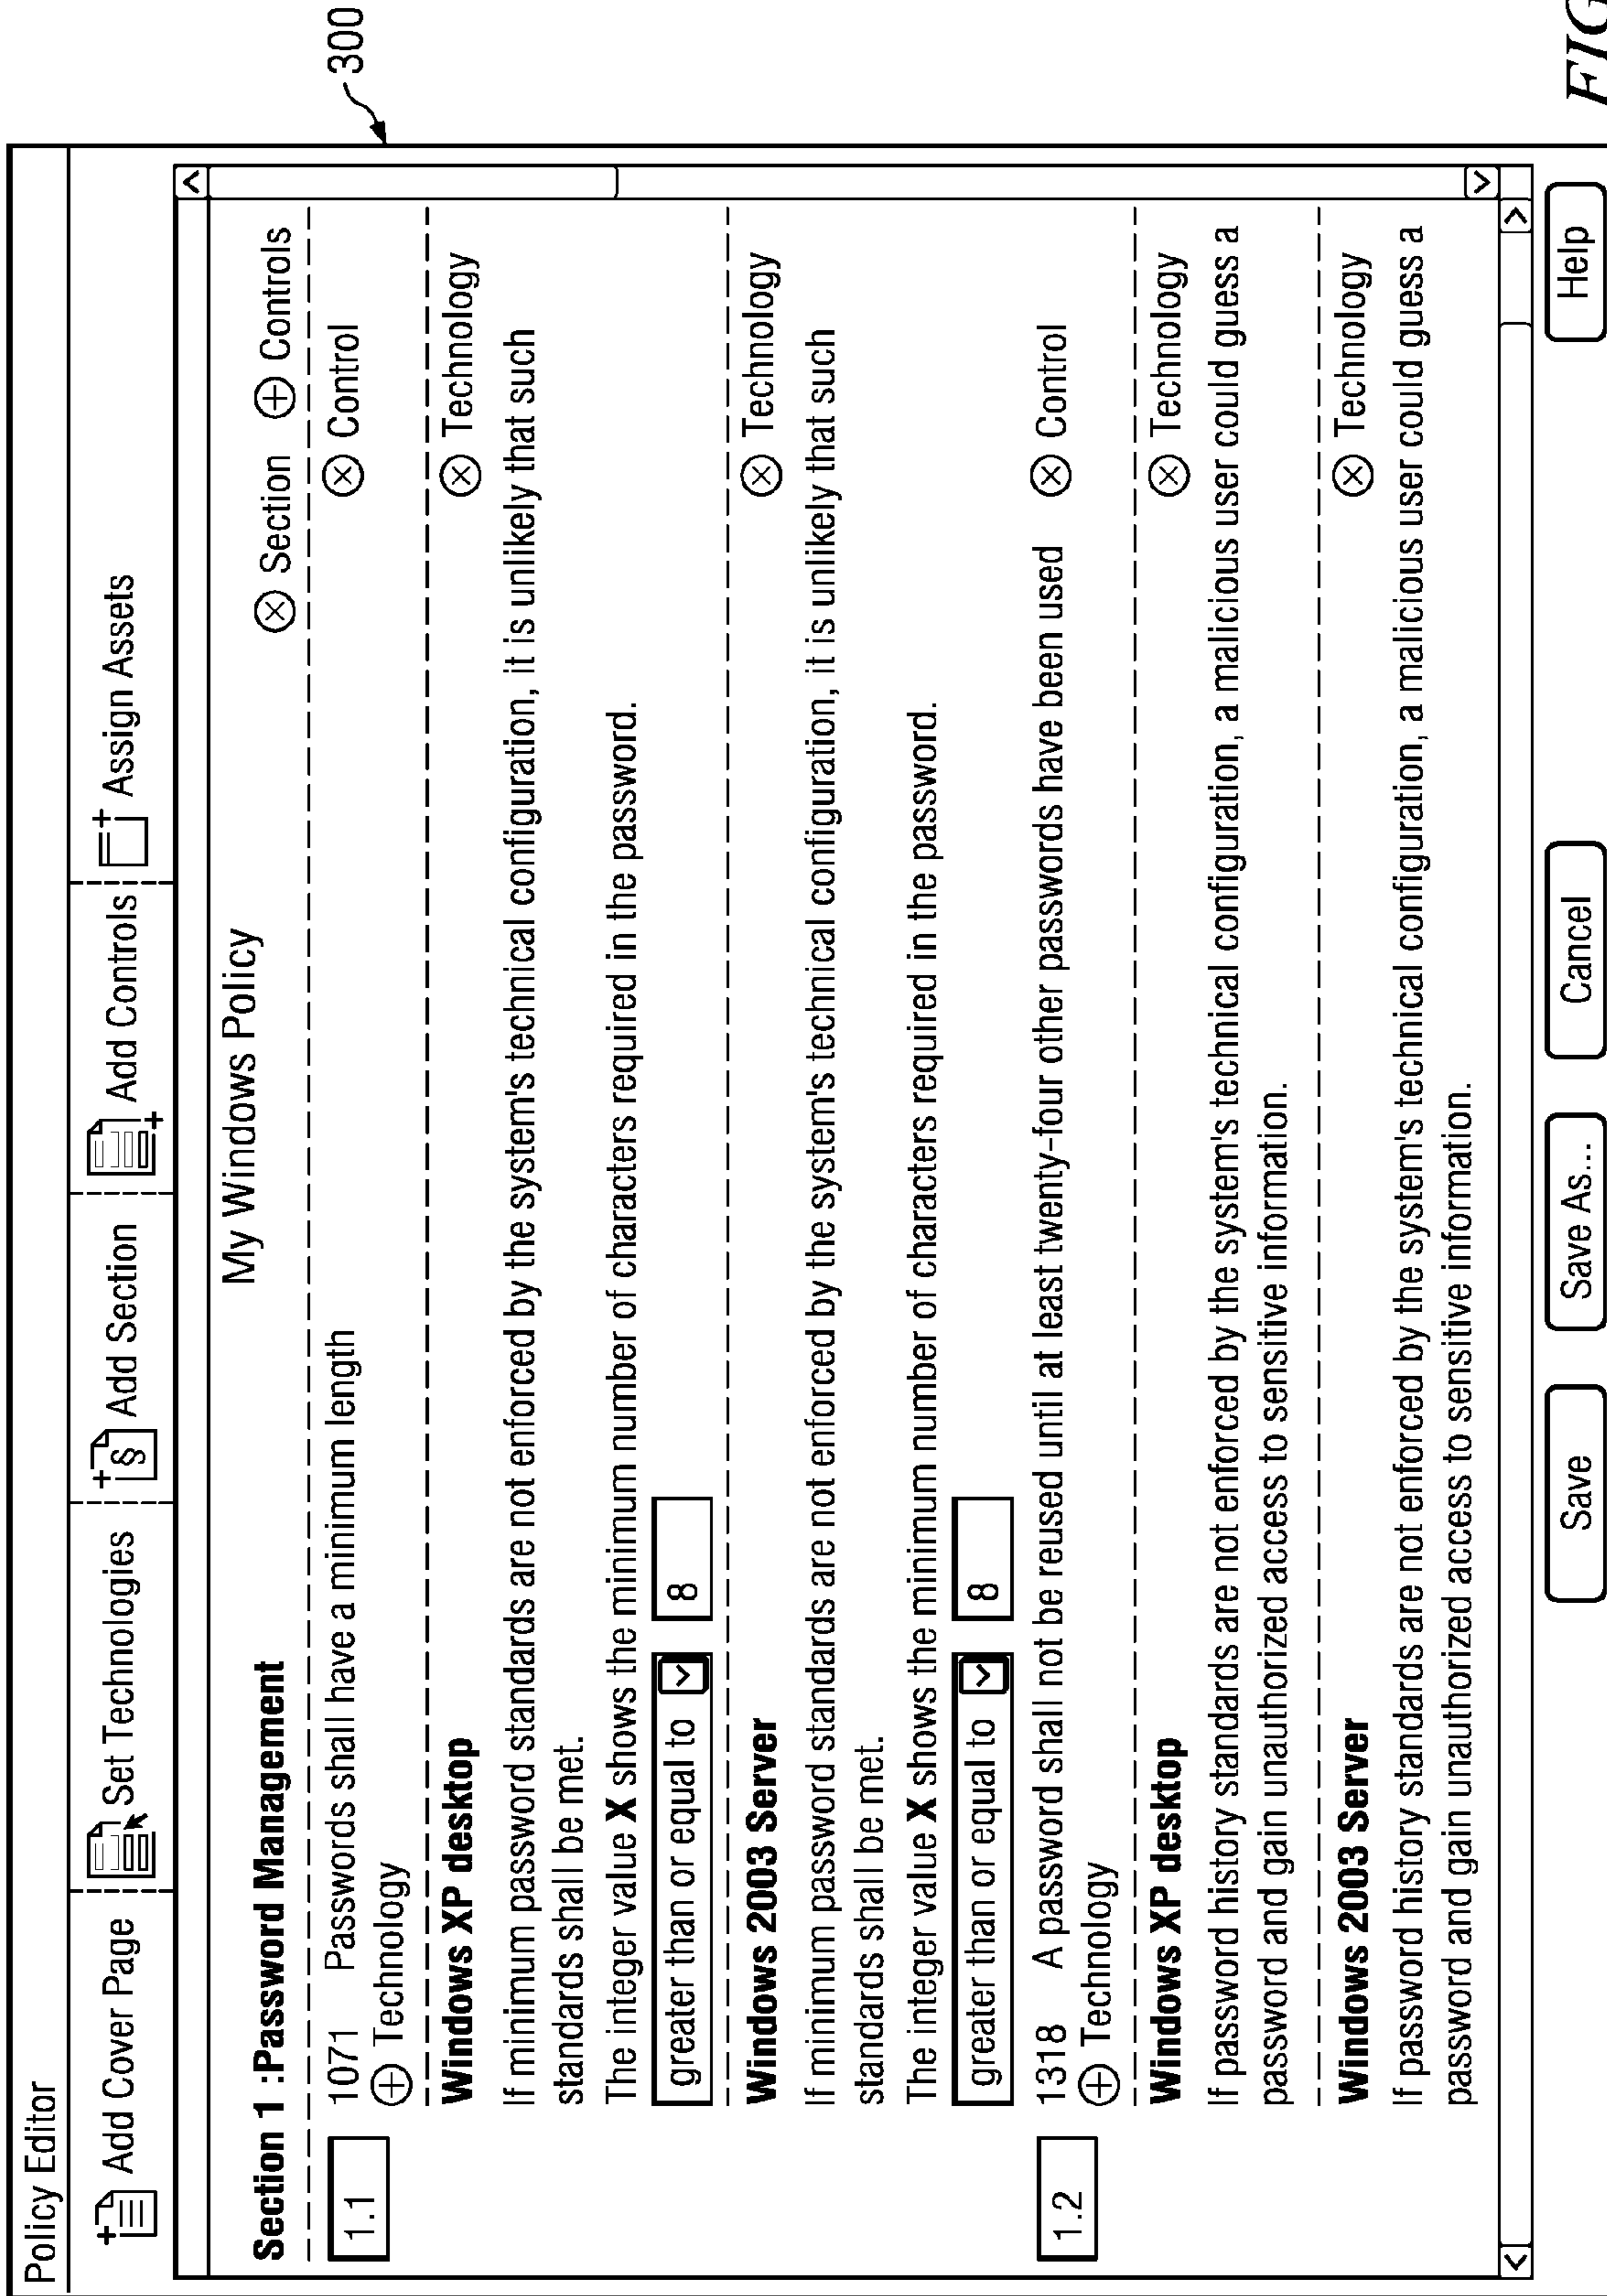 Policy Editor
Add Cover Page
Set Technologies
Add Section
Add Controls
Assign Assets
300
My Windows Policy
Section 1 :Password Management
Section
Controls
1.1
1071 Passwords shall have a minimum length
Control
Technology
Windows XP desktop
Technology
If minimum password standards are not enforced by the system's technical configuration, it is unlikely that such
standards shall be met.
The integer value X shows the minimum number of characters required in the password.
greater than or equal to
8
Windows 2003 Server
Technology
If minimum password standards are not enforced by the system's technical configuration, it is unlikely that such
standards shall be met.
The integer value X shows the minimum number of characters required in the password.
greater than or equal to
8
1.2
1318 A password shall not be reused until at least twenty-four other passwords have been used
Control
Technology
Windows XP desktop
Technology
If password history standards are not enforced by the system's technical configuration, a malicious user could guess a
password and gain unauthorized access to sensitive information.
Windows 2003 Server
Technology
If password history standards are not enforced by the system's technical configuration, a malicious user could guess a
password and gain unauthorized access to sensitive information.
Save
Save As...
Cancel
Help